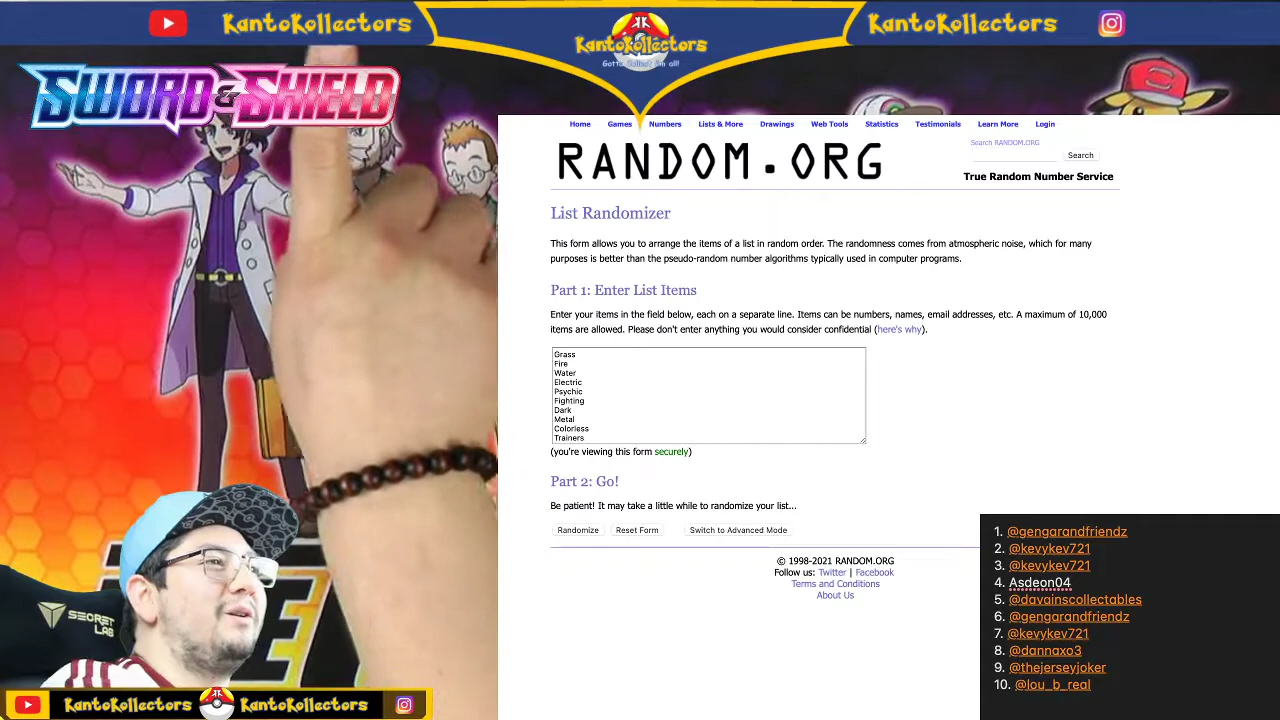 KantoKollectors
KantoKollectors
Gotta Collect 'em all!
KantoKollectors
SWORD & SHIELD
Home Games Numbers Lists & More Drawings Web Tools Statistics Testimonials Learn More Login
RANDOM.ORG
Search RANDOM.ORG
Search
True Random Number Service
List Randomizer
This form allows you to arrange the items of a list in random order. The randomness comes from atmospheric noise, which for many
purposes is better than the pseudo-random number algorithms typically used in computer programs.
Part 1: Enter List Items
Enter your items in the field below, each on a separate line. Items can be numbers, names, email addresses, etc. A maximum of 10,000
items are allowed. Please don't enter anything you would consider confidential (here's why).
Grass
Fire
Water
Electric
Psychic
Fighting
Dark
Metal
Colorless
Trainers
(you're viewing this form securely)
Part 2: Go!
Be patient! It may take a little while to randomize your list...
Randomize Reset Form Switch to Advanced Mode
© 1998-2021 RANDOM.ORG
Follow us: Twitter | Facebook
Terms and Conditions
About Us
1. @gengarandfriendz
2. @kevykev721
3. @kevykev721
4. Asdeon04
5. @davainscollectables
6. @gengarandfriendz
7. @kevykev721
8. @dannaxo3
9. @thejerseyjoker
10. @lou_b_real
SECRET
LAB
KantoKollectors KantoKollectors